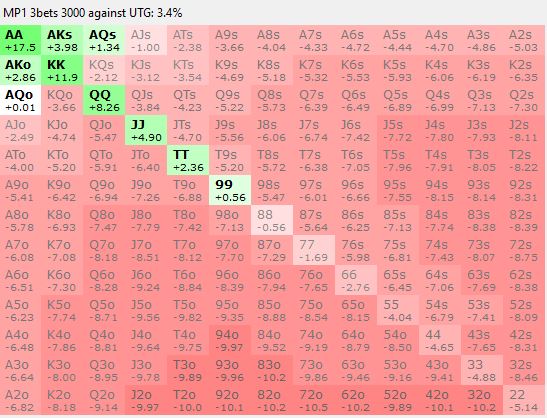 MP1 3bets 3000 against UTG: 3.4%
AA AKs AQs AJs ATs A9s A8s A7s A6s A5s A4s A3s A2s
+17.5 +3.98 +1.34 -1.00 -2.38 -3.66 -4.04 -4.33 -4.72 -4.44 -4.70 -4.86 -5.03
AKo KK KQs KJs KTs K9s K8s K7s K6s K5s K4s K3s K2s
+2.86 +11.9 -2.12 -3.12 -3.54 -4.69 -5.18 -5.32 -5.53 -5.93 -6.06 -6.19 -6.35
AQo KQo QQ QJs QTs Q9s Q8s Q7s Q6s Q5s Q4s Q3s Q2s
+0.01 -3.66 +8.26 -3.84 -4.23 -5.22 -5.73 -6.39 -6.49 -6.89 -6.99 -7.13 -7.30
AJo KJo QJo JJ JTs J9s J8s J7s J6s J5s J4s J3s J2s
-2.49 -4.74 -5.47 +4.90 -4.70 -5.56 -6.06 -6.74 -7.42 -7.72 -7.80 -7.93 -8.11
ATo KTo QTo JTo TT T9s T8s T7s T6s T5s T4s T3s T2s
-4.00 -5.20 -5.91 -6.40 +2.36 -5.20 -5.72 -6.38 -7.05 -7.96 -7.91 -8.05 -8.22
A9o K9o Q9o J9o T9o 99 98s 97s 96s 95s 94s 93s 92s
-5.41 -6.42 -6.94 -7.26 -6.88 +0.56 -5.47 -6.01 -6.66 -7.55 -8.15 -8.14 -8.31
A8o K8o Q8o J8o T8o 98o 88 87s 86s 85s 84s 83s 82s
-5.78 -6.93 -7.47 -7.79 -7.42 -7.13 -0.56 -5.64 -6.25 -7.13 -7.74 -8.38 -8.39
A7o K7o Q7o J7o T7o 97o 87o 77 76s 75s 74s 73s 72s
-6.08 -7.08 -8.18 -8.51 -8.12 -7.70 -7.29 -1.69 -5.98 -6.81 -7.43 -8.07 -8.75
A6o K6o Q6o J6o T6o 96o 86o 76o 66 65s 64s 63s 62s
-6.51 -7.30 -8.28 -9.24 -8.84 -8.39 -7.94 -7.65 -2.76 -6.45 -7.06 -7.69 -8.38
A5o K5o Q5o J5o T5o 95o 85o 75o 65o 55 54s 53s 52s
-6.23 -7.74 -8.71 -9.56 -9.82 -9.35 -8.88 -8.54 -8.15 -4.04 -6.79 -7.41 -8.09
A4o K4o Q4o J4o T4o 94o 84o 74o 64o 54o 44 43s 42s
-6.48 -7.86 -8.81 -9.64 -9.75 -9.97 -9.52 -9.19 -8.79 -8.50 -4.65 -7.65 -8.31
A3o K3o Q3o J3o T3o 93o 83o 73o 63o 53o 43o 33 32s
-6.64 -8.00 -8.95 -9.78 -9.89 -9.96 -10.2 -9.86 -9.46 -9.16 -9.41 -4.88 -8.46
A2o K2o Q2o J2o T2o 92o 82o 72o 62o 52o 42o 32o 22
-6.82 -8.18 -9.14 -9.97 -10.1 -10.1 -10.2 -10.5 -10.2 -9.89 -10.1 -10.2 -5.14